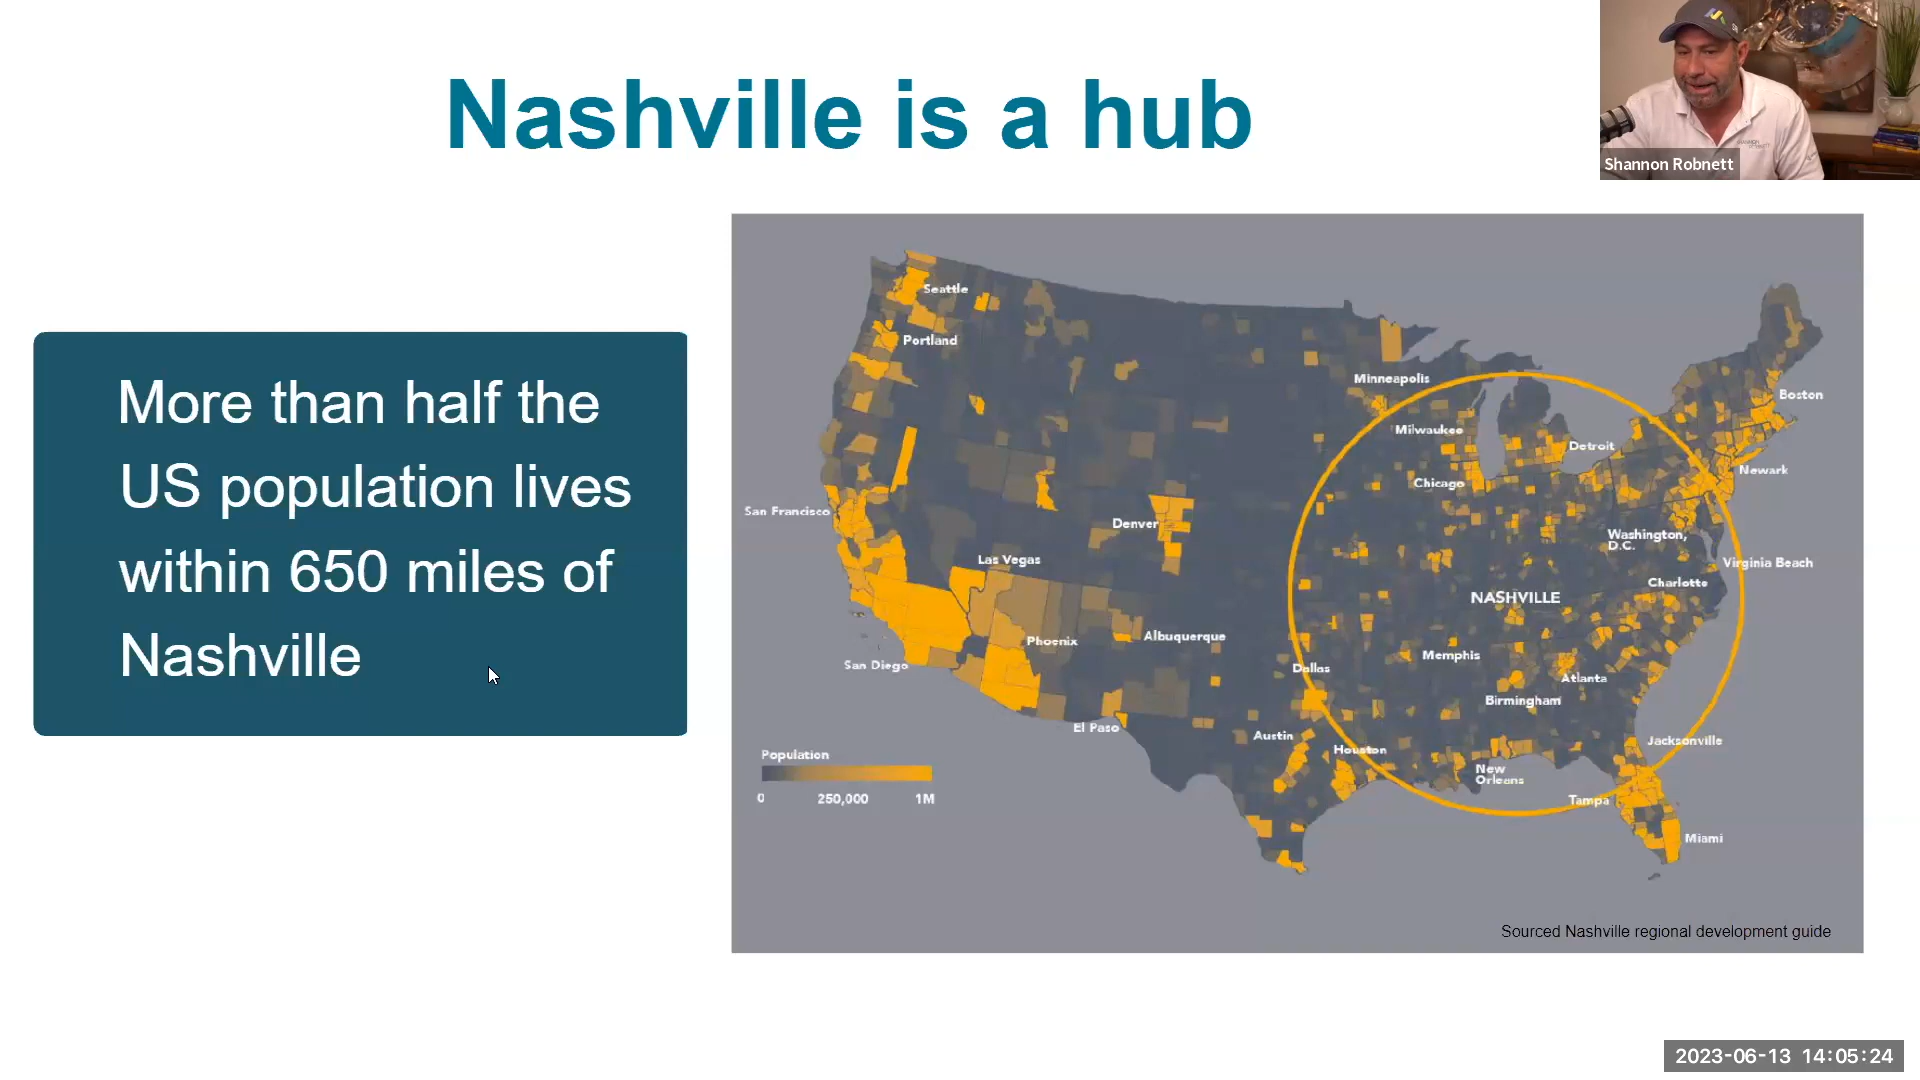 Nashville is a hub
Shannon Robnett
More than half the
US population lives
within 650 miles of
Nashville
Seattle
Portland
Minneapolis
Boston
Milwaukee
Detroit
Newark
Chicago
San Francisco
Denver
Washington,
D.C.
Las Vegas
Virginia Beach
Charlotte
NASHVILLE
Phoenix
Albuquerque
Memphis
San Diego
Dallas
Atlanta
Birmingham
El Paso
Austin
Houston
Jacksonville
New
Orleans
Population
0 250,000 1M
Tampa
Miami
Sourced Nashville regional development guide
2023-06-13 14:05:24